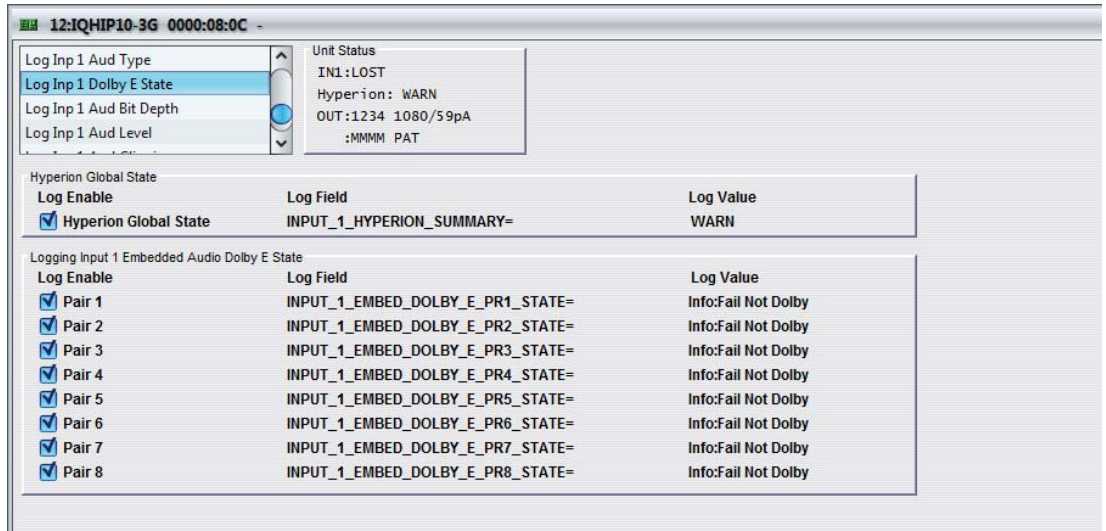 12:IQHIP10-3G 0000:08:0C -
Log Inp 1 Aud Type
Log Inp 1 Dolby E State
Log Inp 1 Aud Bit Depth
Log Inp 1 Aud Level
Unit Status
IN1:LOST
Hyperion: WARN
OUT:1234 1080/59pA
:MMMM PAT
Hyperion Global State
Log Enable Log Field Log Value
Hyperion Global State INPUT_1_HYPERION_SUMMARY= WARN
Logging Input 1 Embedded Audio Dolby E State
Log Enable Log Field Log Value
Pair 1 INPUT_1_EMBED_DOLBY_E_PR1_STATE= Info:Fail Not Dolby
Pair 2 INPUT_1_EMBED_DOLBY_E_PR2_STATE= Info:Fail Not Dolby
Pair 3 INPUT_1_EMBED_DOLBY_E_PR3_STATE= Info:Fail Not Dolby
Pair 4 INPUT_1_EMBED_DOLBY_E_PR4_STATE= Info:Fail Not Dolby
Pair 5 INPUT_1_EMBED_DOLBY_E_PR5_STATE= Info:Fail Not Dolby
Pair 6 INPUT_1_EMBED_DOLBY_E_PR6_STATE= Info:Fail Not Dolby
Pair 7 INPUT_1_EMBED_DOLBY_E_PR7_STATE= Info:Fail Not Dolby
Pair 8 INPUT_1_EMBED_DOLBY_E_PR8_STATE= Info:Fail Not Dolby